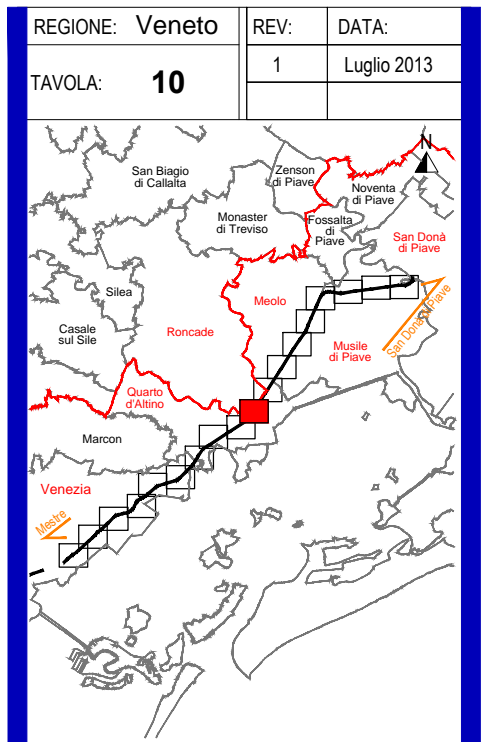 REGIONE: Veneto
REV:
DATA:
TAVOLA: 10
1
Luglio 2013
N
San Biagio
di Callalta
Zenson
di Piave
Noventa
di Piave
Monaster
di Treviso
Fossalta
di
Piave
San Donà
di Piave
Silea
Meolo
San Donà di Piave
Casale
sul Sile
Roncade
Musile
di Piave
Quarto
d'Altino
Marcon
Venezia
Mestre